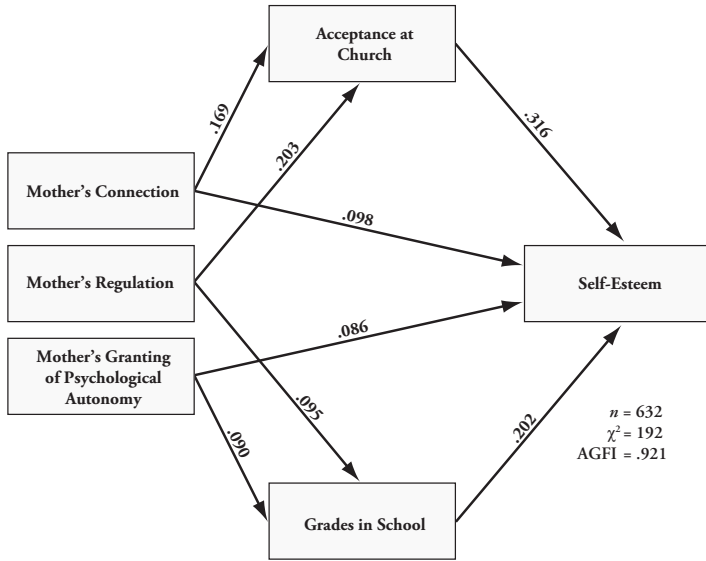 Acceptance at
Church
.169
.203
.316
Mother's Connection
.098
Mother's Regulation
Self-Esteem
.086
Mother's Granting
of Psychological
Autonomy
.095
.090
.202
n = 632
χ² = 192
AGFI = .921
Grades in School